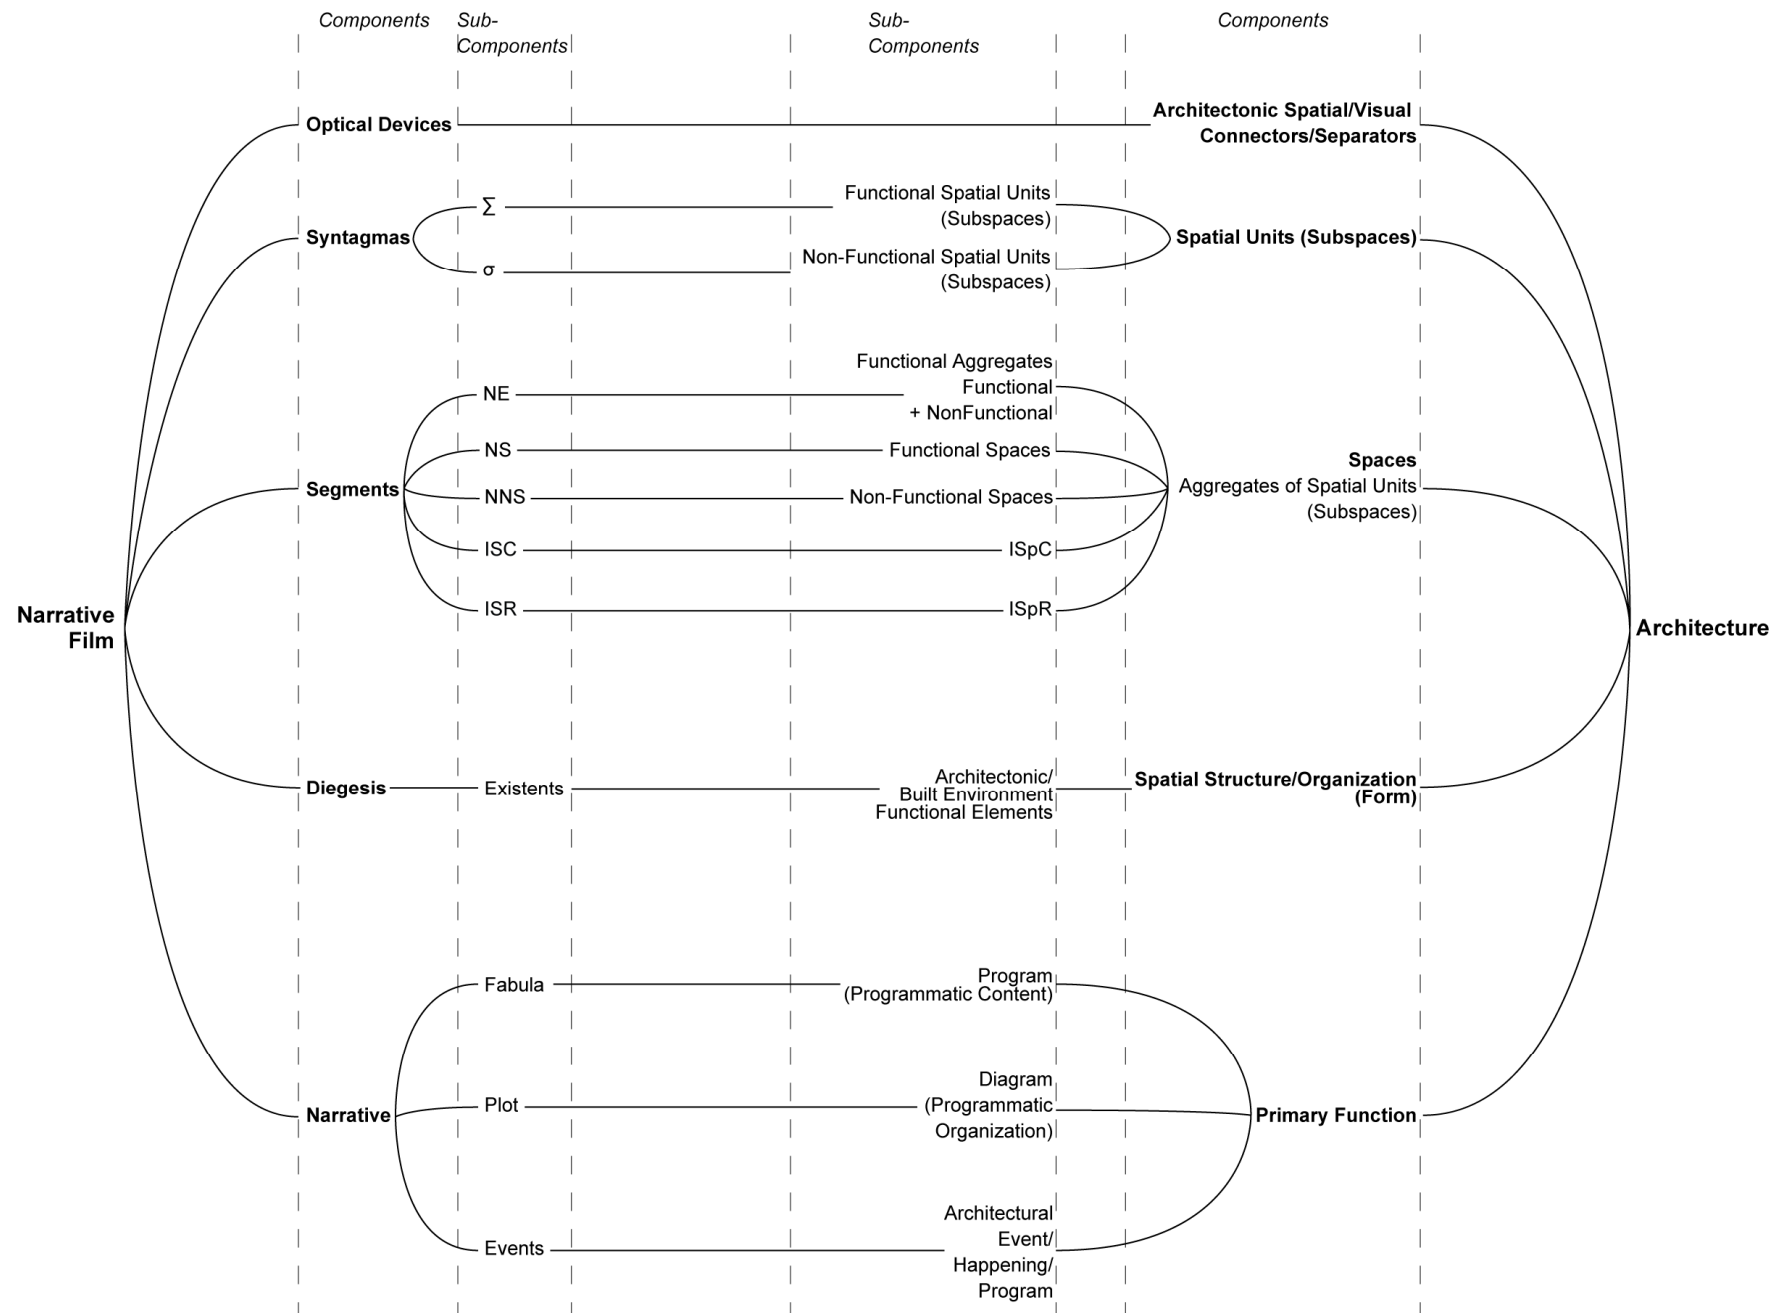 Components
Sub-
Components
Sub-
Components
Components
Optical Devices
Architectonic Spatial/Visual
Connectors/Separators
Syntagmas
∑
Functional Spatial Units
(Subspaces)
σ
Non-Functional Spatial Units
(Subspaces)
Spatial Units (Subspaces)
Segments
NE
Functional Aggregates
Functional
+ NonFunctional
NS
Functional Spaces
NNS
Non-Functional Spaces
ISC
ISpC
ISR
ISpR
Spaces
Aggregates of Spatial Units
(Subspaces)
Narrative
Film
Architecture
Diegesis
Existents
Architectonic/
Built Environment
Functional Elements
Spatial Structure/Organization
(Form)
Narrative
Fabula
Program
(Programmatic Content)
Plot
Diagram
(Programmatic
Organization)
Events
Architectural
Event/
Happening/
Program
Primary Function